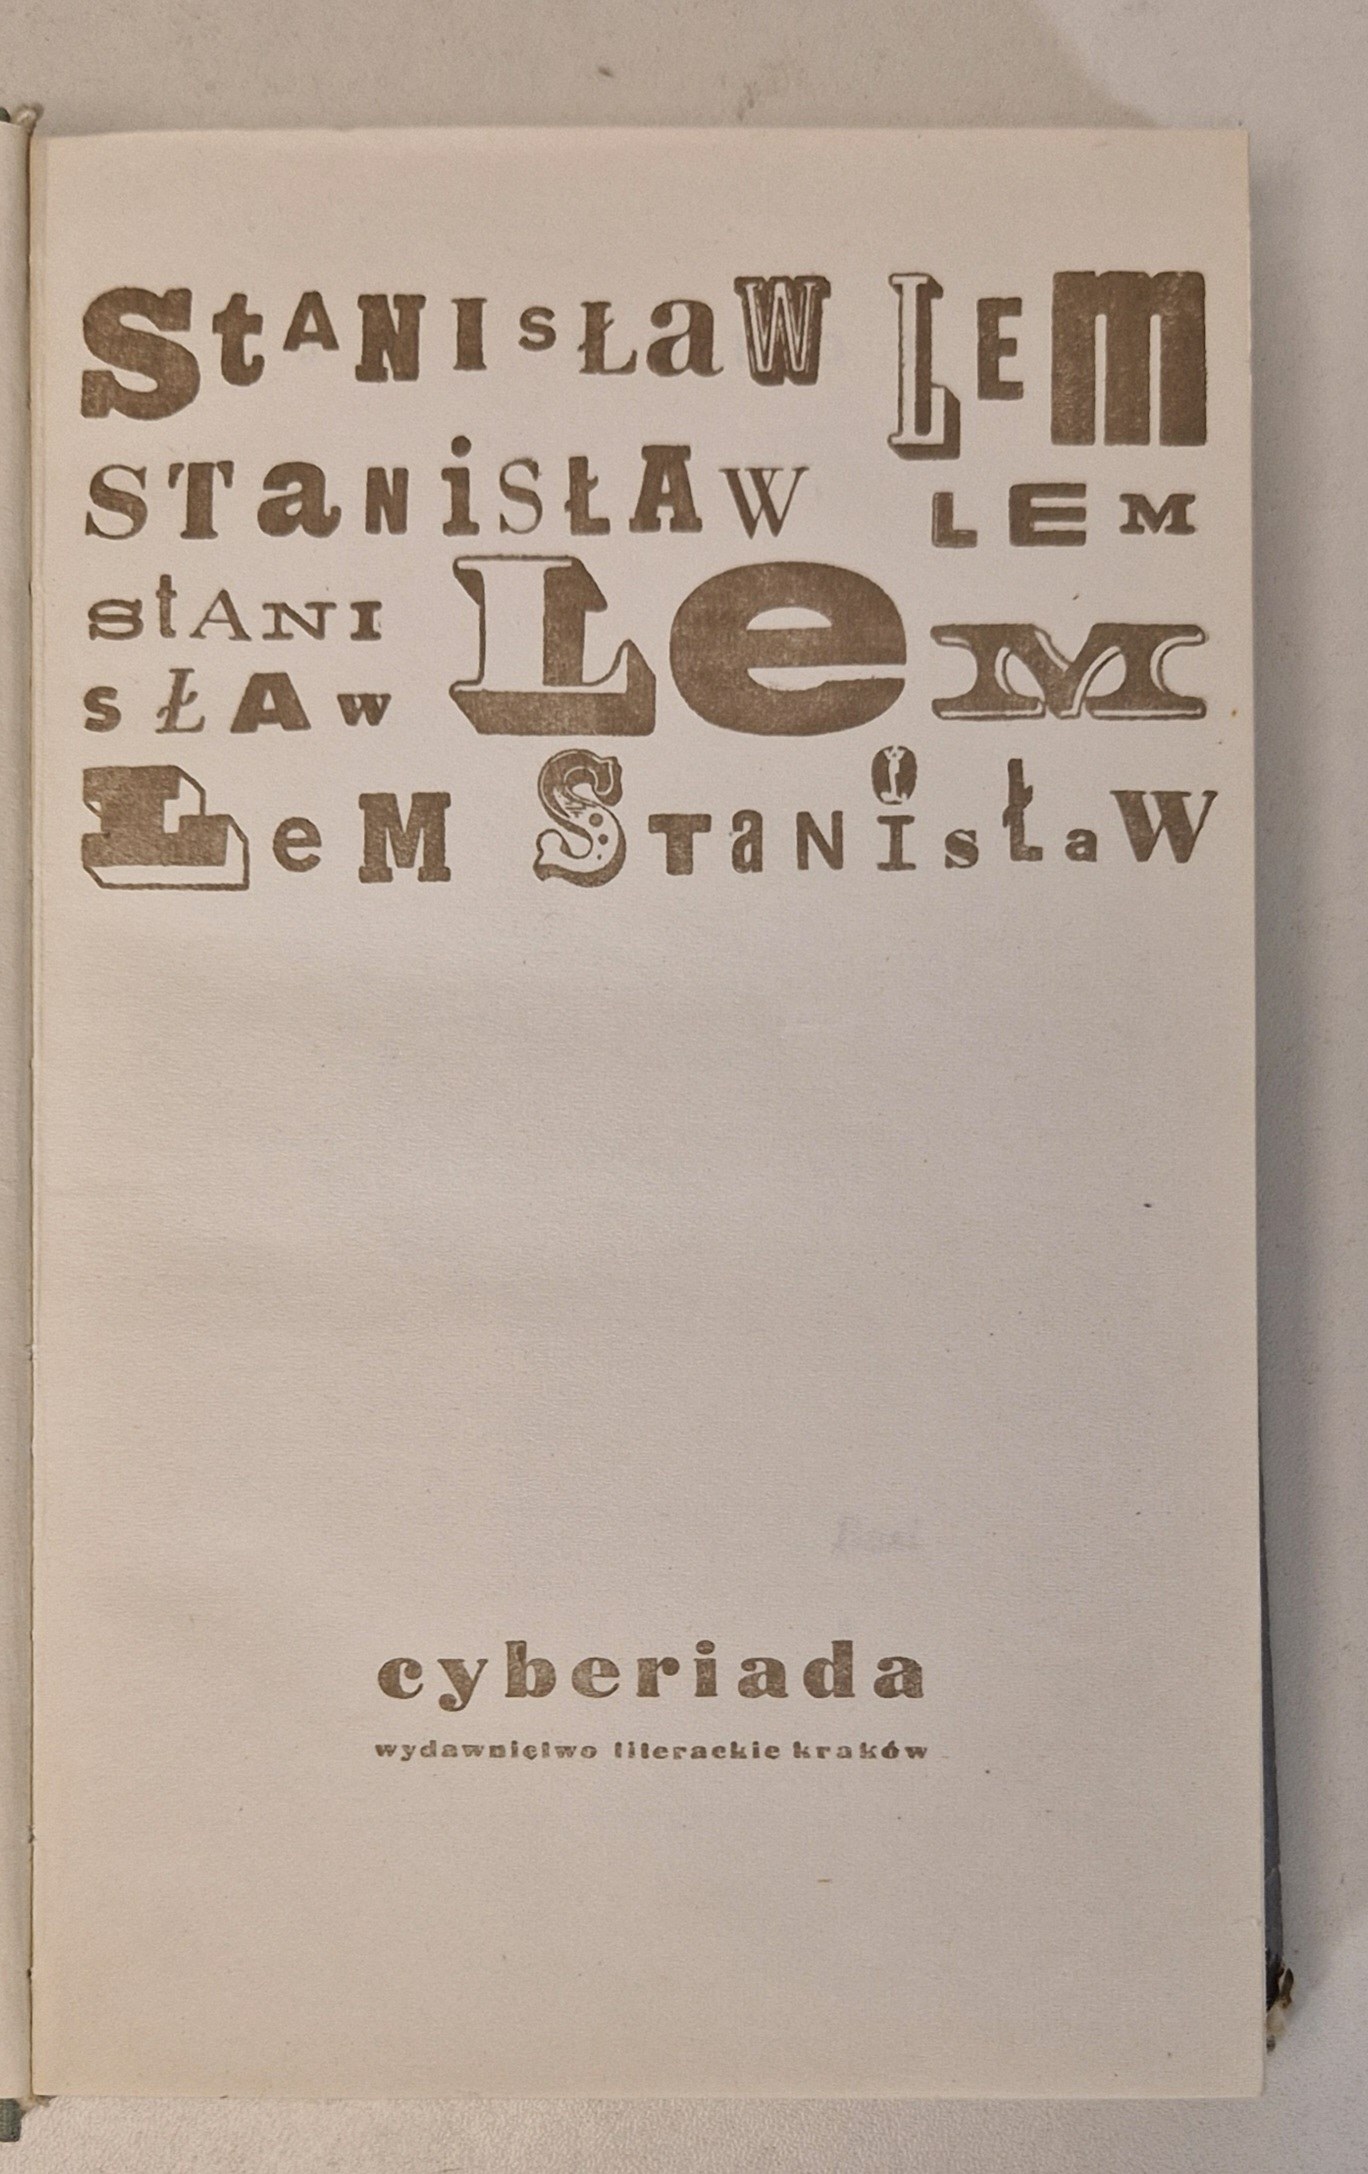 StANIsŁaW LEm
STaNiSŁAW LEM
StANI
sŁAw
LeM
LeM STaNIsŁaW
cyberiada
wydawnictwo literackie kraków